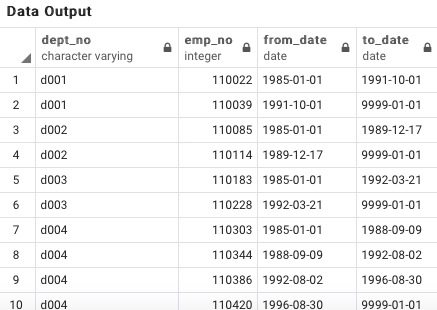 Data Output
dept_no emp_no from_date to_date
character varying integer date date
1 d001 110022 1985-01-01 1991-10-01
2 d001 110039 1991-10-01 9999-01-01
3 d002 110085 1985-01-01 1989-12-17
4 d002 110114 1989-12-17 9999-01-01
5 d003 110183 1985-01-01 1992-03-21
6 d003 110228 1992-03-21 9999-01-01
7 d004 110303 1985-01-01 1988-09-09
8 d004 110344 1988-09-09 1992-08-02
9 d004 110386 1992-08-02 1996-08-30
10 d004 110420 1996-08-30 9999-01-01